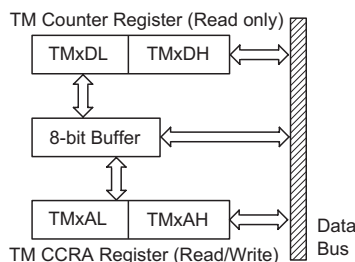 TM Counter Register (Read only)
TMxDL TMxDH
8-bit Buffer
TMxAL TMxAH
TM CCRA Register (Read/Write)
Data
Bus